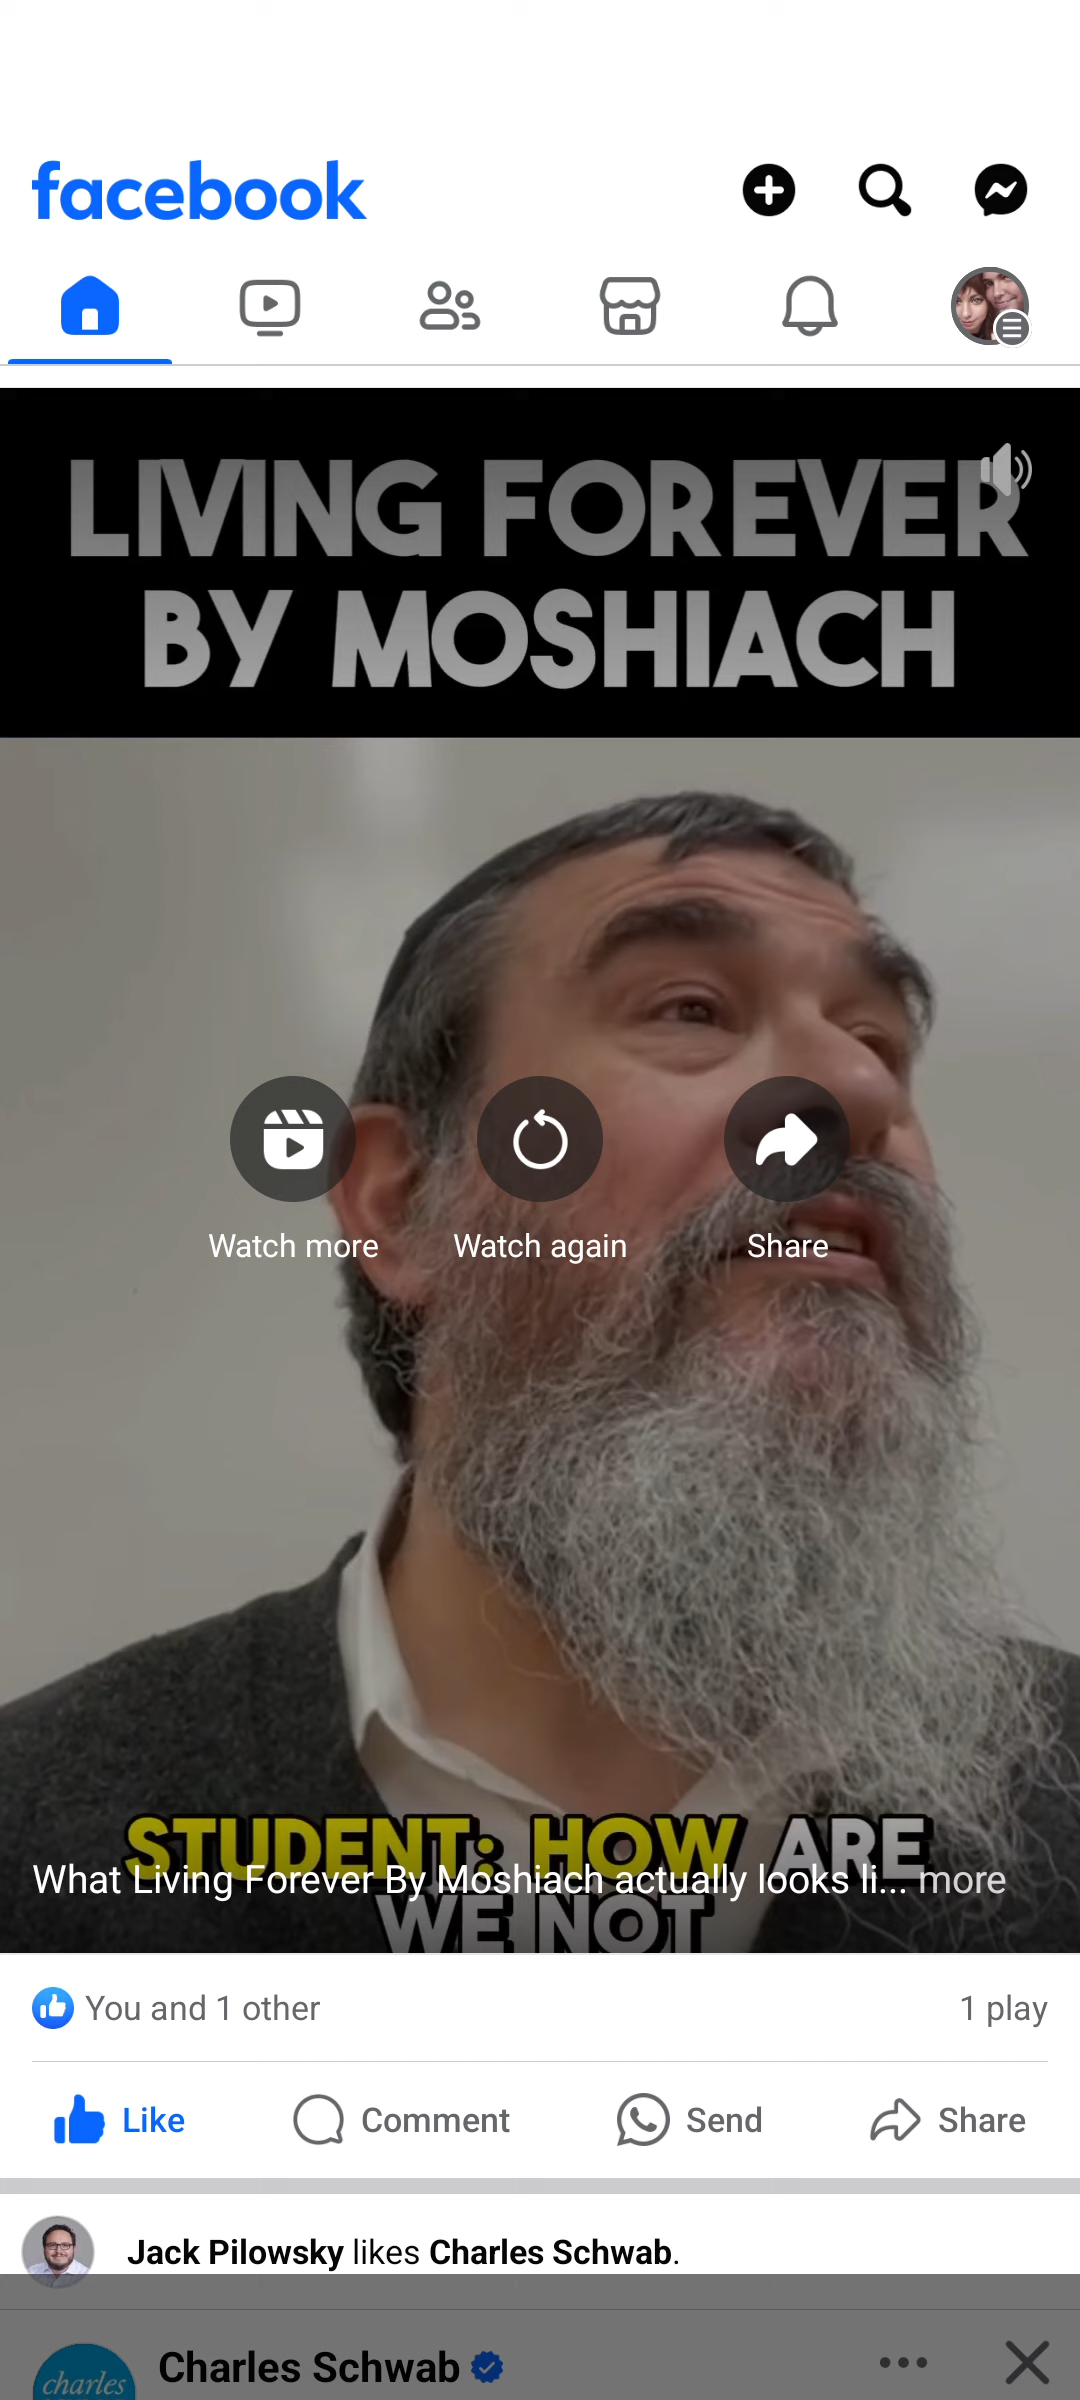 facebook
LIVING FOREVER
BY MOSHIACH
Watch more
Watch again
Share
STUDENT: HOW ARE
What Living Forever By Moshiach actually looks li... more
WE NOT
You and 1 other
1 play
Like
Comment
Send
Share
Jack Pilowsky likes Charles Schwab.
charles
Charles Schwab